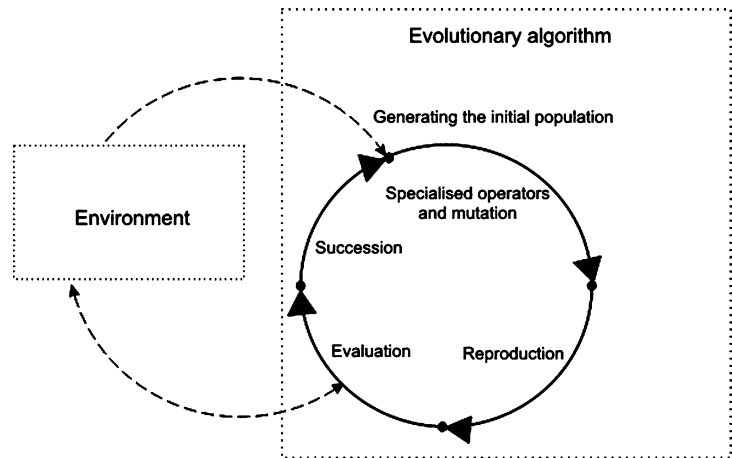 Evolutionary algorithm
Generating the initial population
Specialised operators
and mutation
Environment
Succession
Evaluation
Reproduction